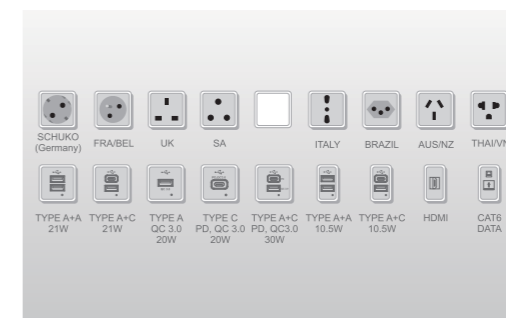 SCHUKO
(Germany)
FRA/BEL
UK
SA
ITALY
BRAZIL
AUS/NZ
THAI/VN
TYPE A+A
21W
TYPE A+C
21W
TYPE A
QC 3.0
20W
TYPE C
PD, QC 3.0
20W
TYPE A+C
PD, QC3.0
30W
TYPE A+A
10.5W
TYPE A+C
10.5W
HDMI
CAT6
DATA